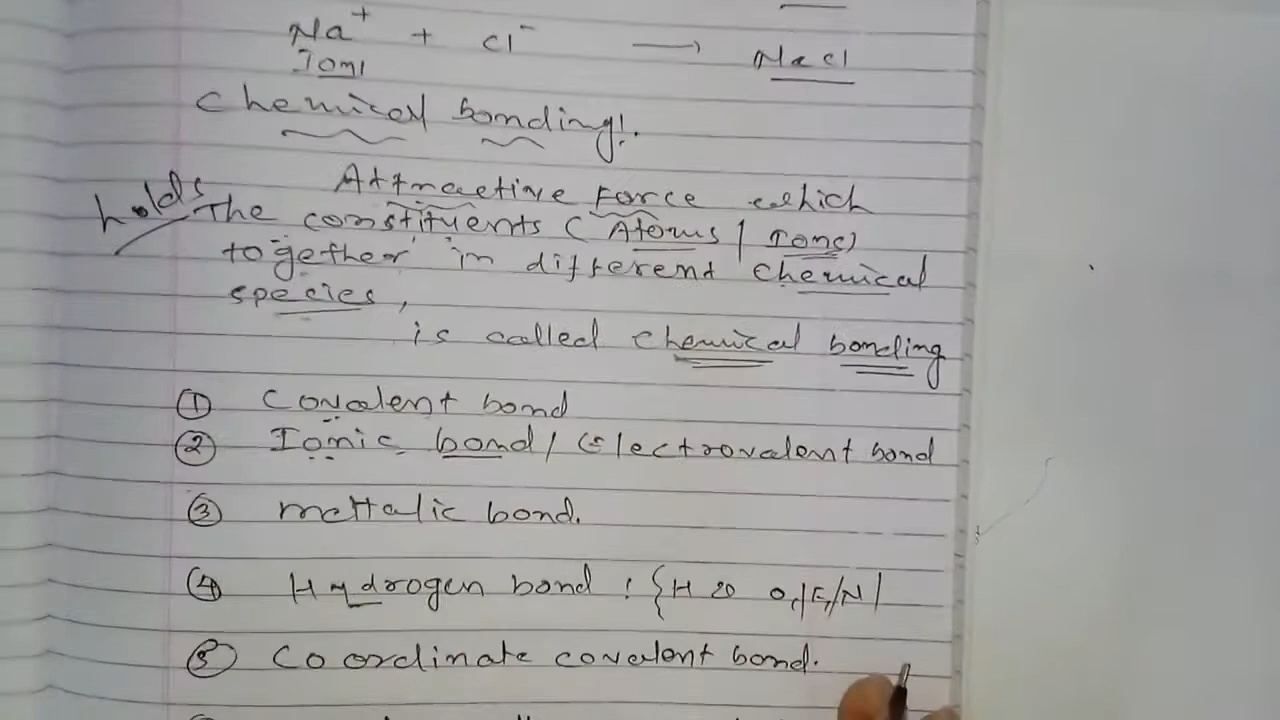 Na+ + Cl- → NaCl
Ioni
Chemical bonding!.
Attractive Force which
holds The constituents (Atoms / Ions)
together in different chemical
species,
is called chemical bonding
① Covalent bond
② Ionic bond / Electrovalent bond
③ mettalic bond.
④ Hydrogen bond : {H O/F/N}
⑤ Coordinate covalent bond.